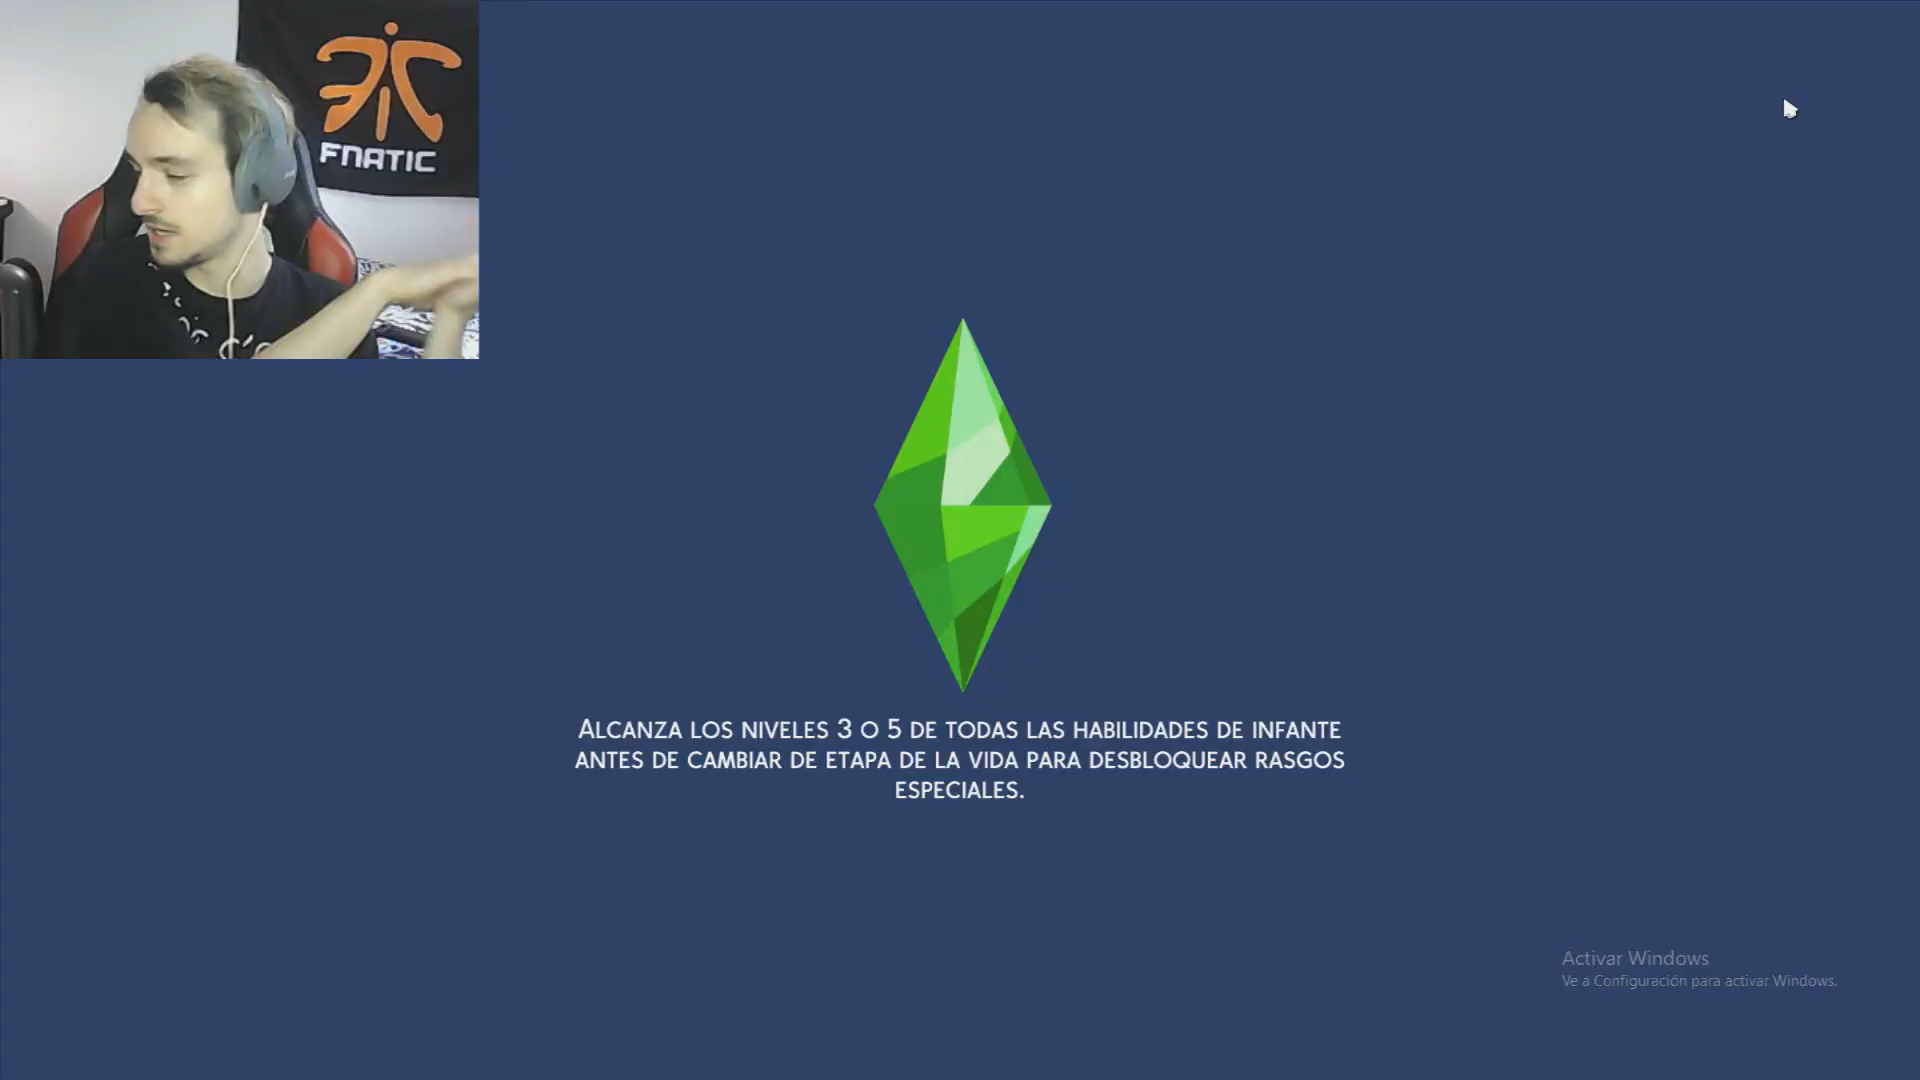 FNATIC
ALCANZA LOS NIVELES 3 O 5 DE TODAS LAS HABILIDADES DE INFANTE
ANTES DE CAMBIAR DE ETAPA DE LA VIDA PARA DESBLOQUEAR RASGOS
ESPECIALES.
Activar Windows
Ve a Configuración para activar Windows.